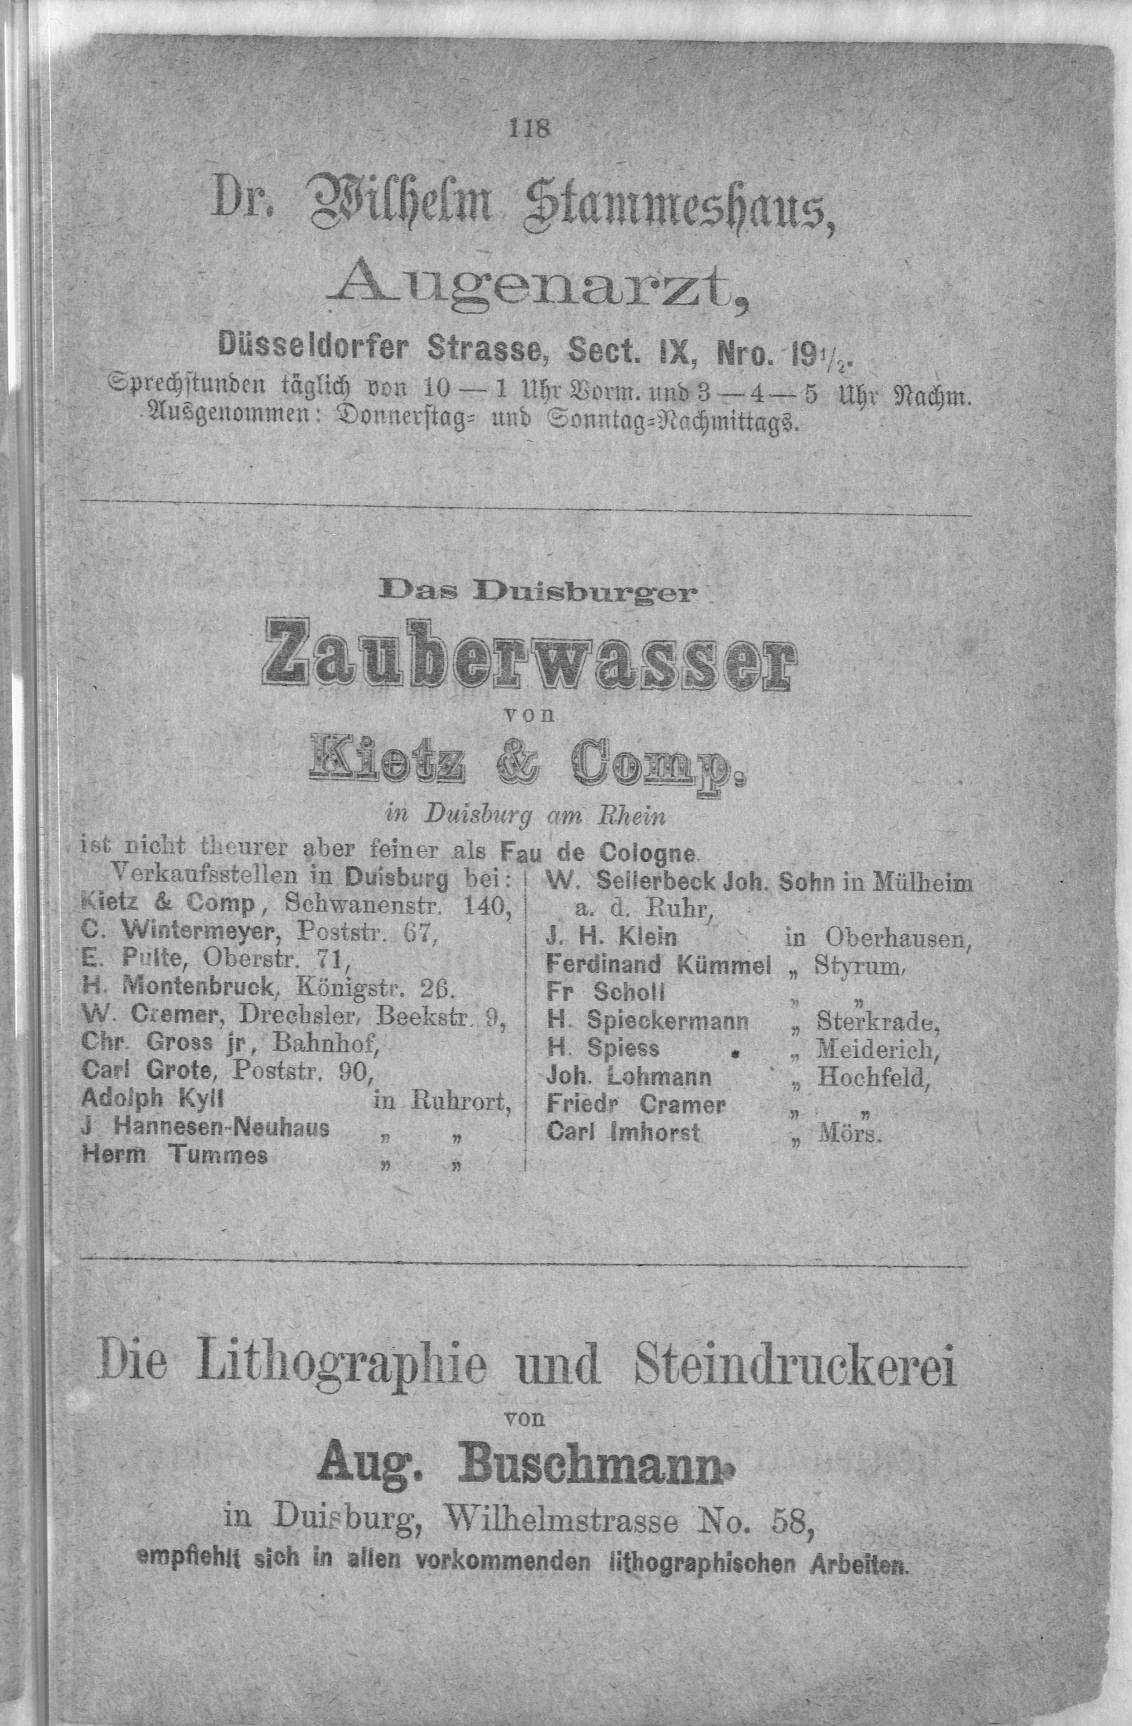 118
Dr. Wilhelm Stammeshaus,
Augenarzt,
Düsseldorfer Strasse, Sect. IX, Nro. 19½.
Sprechstunden täglich von 10 — 1 Uhr Vorm. und 3 — 4 — 5 Uhr Nachm.
Ausgenommen: Donnerstag- und Sonntag-Nachmittags.
Das Duisburger
Zauberwasser
von
Kietz & Comp.
in Duisburg am Rhein
ist nicht theurer aber feiner als Fau de Cologne.
Verkaufsstellen in Duisburg bei:
Kietz & Comp, Schwanenstr. 140,
C. Wintermeyer, Poststr. 67,
E. Pulte, Oberstr. 71,
H. Montenbruck, Königstr. 26.
W. Cremer, Drechsler, Beekstr. 9,
Chr. Gross jr, Bahnhof,
Carl Grote, Poststr. 90,
Adolph Kyll in Ruhrort,
J Hannesen-Neuhaus „ „
Herm Tummes „ „
W. Sellerbeck Joh. Sohn in Mülheim
a. d. Ruhr,
J. H. Klein in Oberhausen,
Ferdinand Kümmel „ Styrum,
Fr Scholl „ „
H. Spieckermann „ Sterkrade,
H. Spiess „ Meiderich,
Joh. Lohmann „ Hochfeld,
Friedr Cramer „ „
Carl Imhorst „ Mörs.
Die Lithographie und Steindruckerei
von
Aug. Buschmann
in Duisburg, Wilhelmstrasse No. 58,
empfiehlt sich in allen vorkommenden lithographischen Arbeiten.